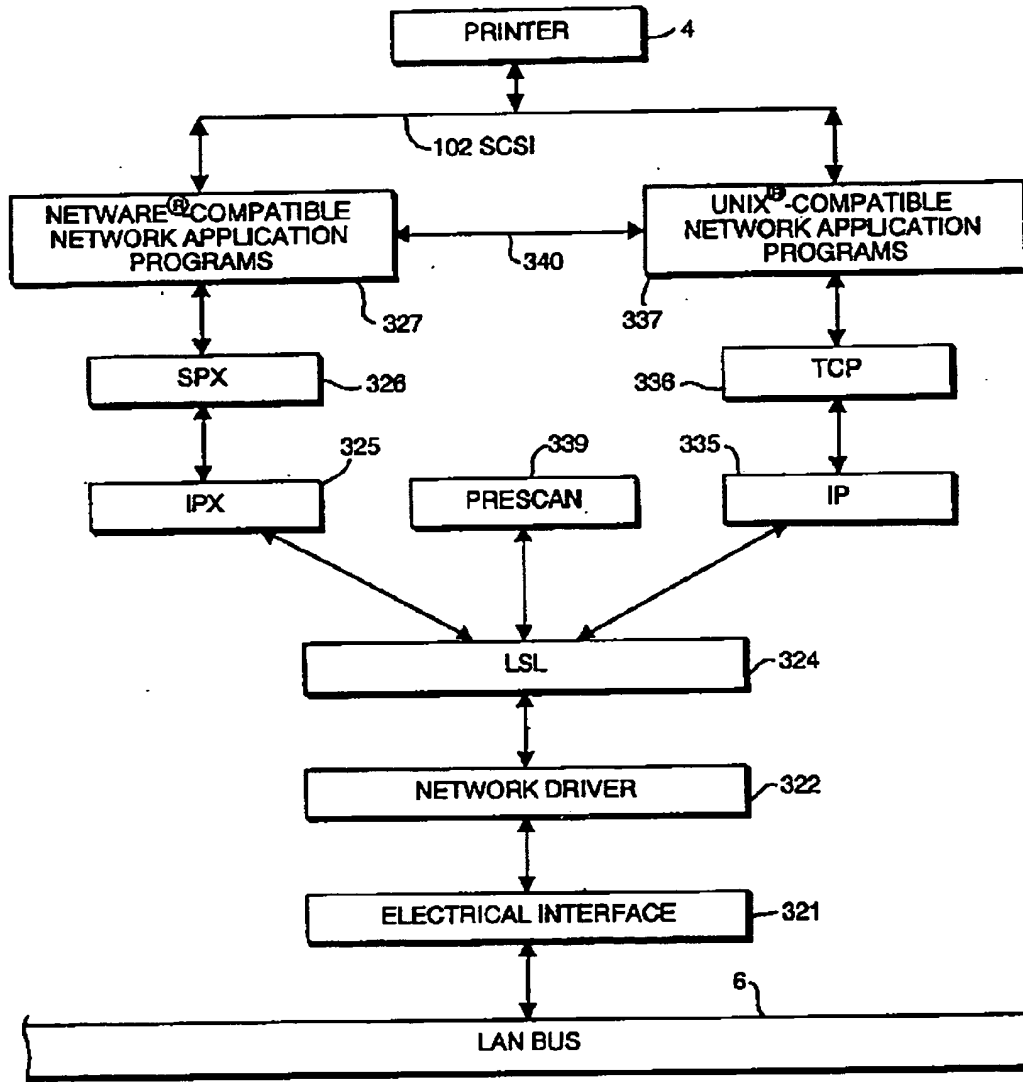 PRINTER
4
102 SCSI
NETWARE®-COMPATIBLE
NETWORK APPLICATION
PROGRAMS
327
340
UNIX®-COMPATIBLE
NETWORK APPLICATION
PROGRAMS
337
SPX
326
TCP
336
325
IPX
339
PRESCAN
335
IP
LSL
324
NETWORK DRIVER
322
ELECTRICAL INTERFACE
321
6
LAN BUS